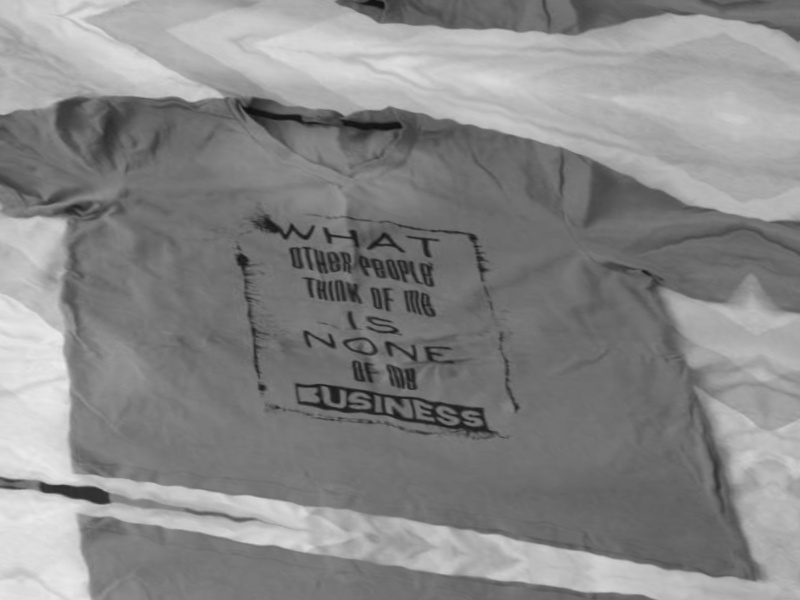 WHAT
OTHER PEOPLE
THINK OF ME
IS
NONE
OF MY
BUSINESS